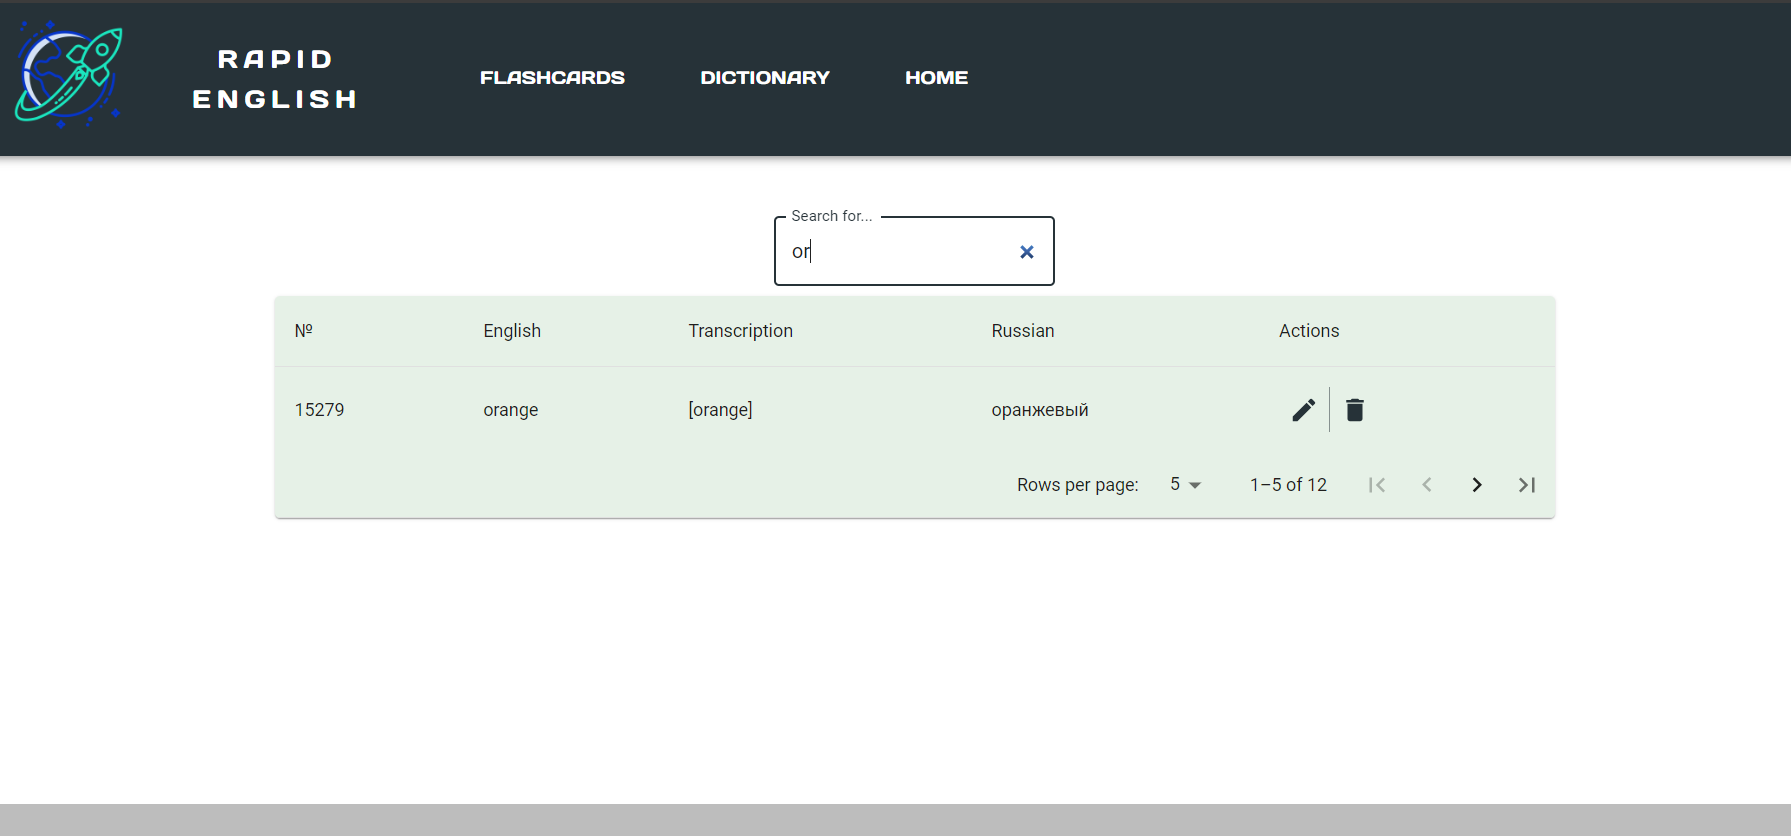 RAPID
ENGLISH
FLASHCARDS DICTIONARY HOME
Search for...
or
№ English Transcription Russian Actions
15279 orange [orange] оранжевый
Rows per page: 5 1–5 of 12